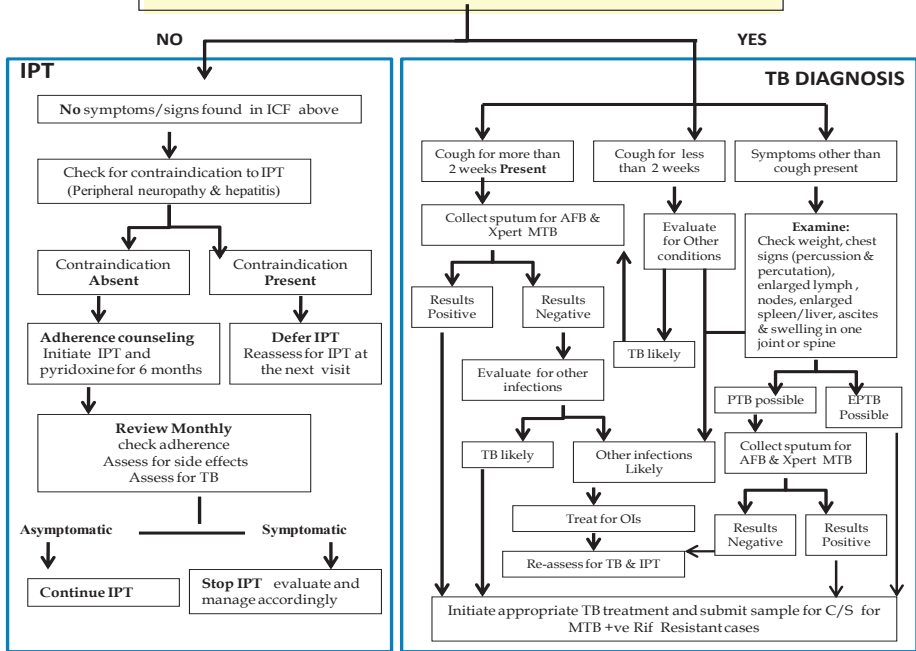 NO
YES
IPT
No symptoms/signs found in ICF above
Check for contraindication to IPT
(Peripheral neuropathy & hepatitis)
Contraindication
Absent
Contraindication
Present
Adherence counseling
Initiate IPT and
pyridoxine for 6 months
Defer IPT
Reassess for IPT at
the next visit
Review Monthly
check adherence
Assess for side effects
Assess for TB
Asymptomatic
Symptomatic
Continue IPT
Stop IPT evaluate and
manage accordingly
TB DIAGNOSIS
Cough for more than
2 weeks Present
Cough for less
than 2 weeks
Symptoms other than
cough present
Collect sputum for AFB &
Xpert MTB
Evaluate
for Other
conditions
Examine:
Check weight, chest
signs (percussion &
percutation),
enlarged lymph ,
nodes, enlarged
spleen/liver, ascites
& swelling in one
joint or spine
Results
Positive
Results
Negative
TB likely
Evaluate for other
infections
PTB possible
EPTB
Possible
TB likely
Other infections
Likely
Collect sputum for
AFB & Xpert MTB
Treat for OIs
Results
Negative
Results
Positive
Re-assess for TB & IPT
Initiate appropriate TB treatment and submit sample for C/S for
MTB +ve Rif Resistant cases